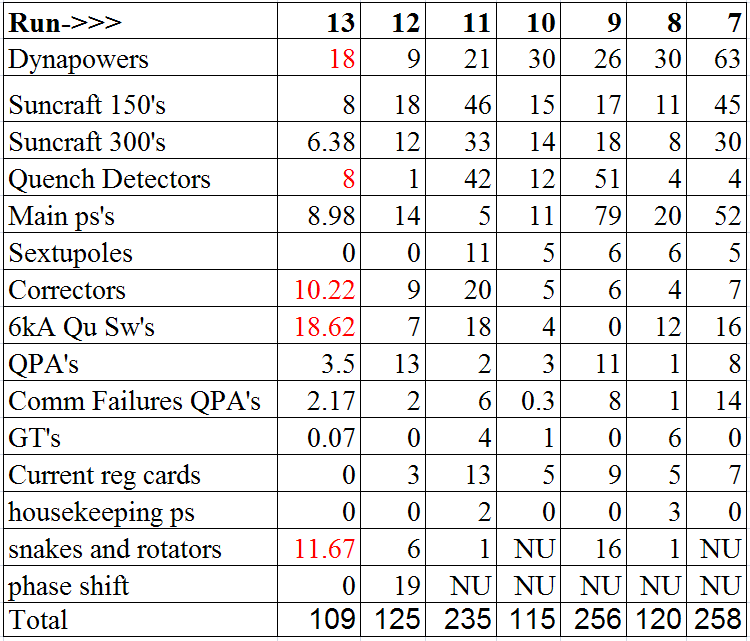 Run->>> 13 12 11 10 9 8 7
Dynapowers 18 9 21 30 26 30 63
Suncraft 150's 8 18 46 15 17 11 45
Suncraft 300's 6.38 12 33 14 18 8 30
Quench Detectors 8 1 42 12 51 4 4
Main ps's 8.98 14 5 11 79 20 52
Sextupoles 0 0 11 5 6 6 5
Correctors 10.22 9 20 5 6 4 7
6kA Qu Sw's 18.62 7 18 4 0 12 16
QPA's 3.5 13 2 3 11 1 8
Comm Failures QPA's 2.17 2 6 0.3 8 1 14
GT's 0.07 0 4 1 0 6 0
Current reg cards 0 3 13 5 9 5 7
housekeeping ps 0 0 2 0 0 3 0
snakes and rotators 11.67 6 1 NU 16 1 NU
phase shift 0 19 NU NU NU NU NU
Total 109 125 235 115 256 120 258